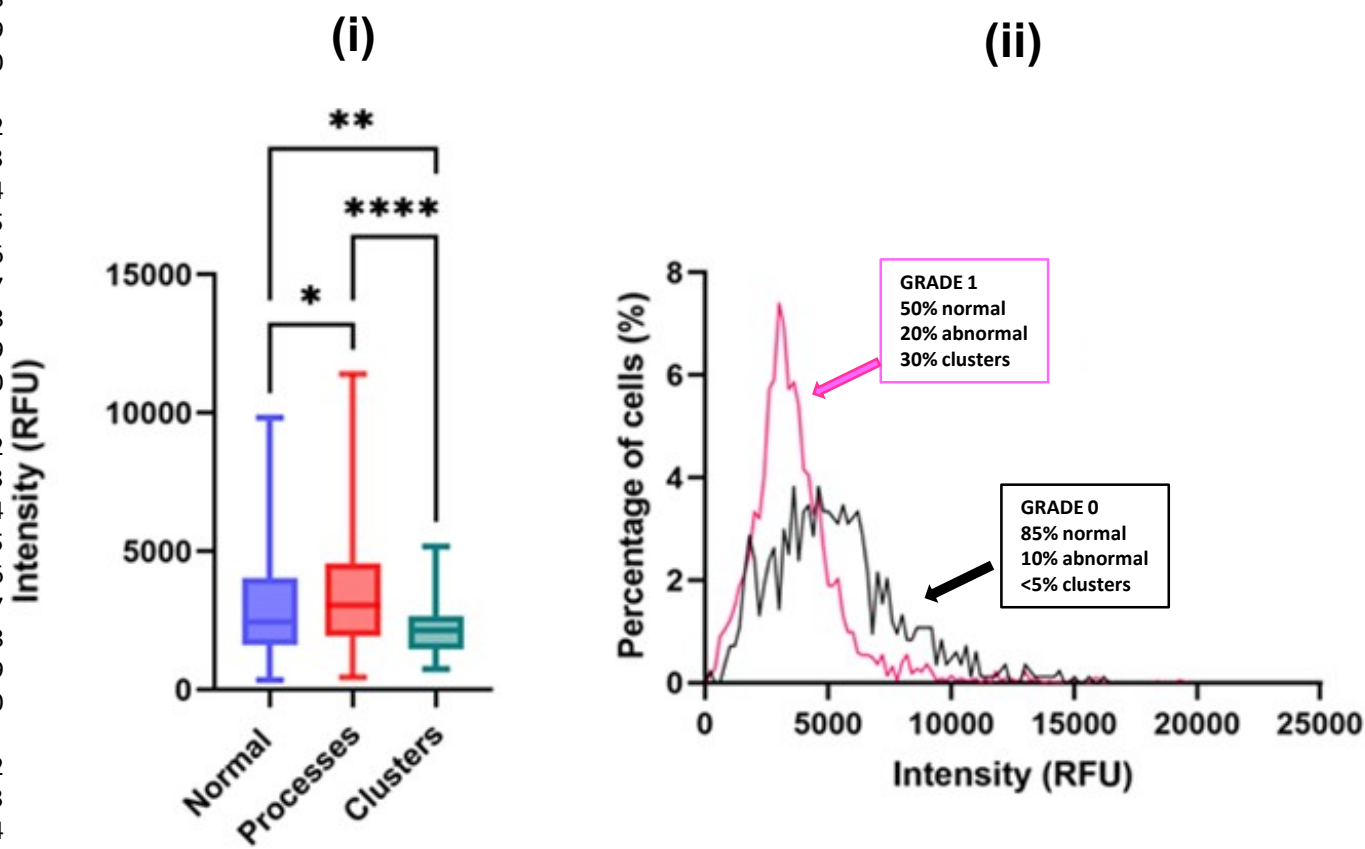 (i)
(ii)
**
****
*
15000
10000
5000
0
Intensity (RFU)
Normal
Processes
Clusters
8
6
4
2
0
Percentage of cells (%)
GRADE 1
50% normal
20% abnormal
30% clusters
GRADE 0
85% normal
10% abnormal
<5% clusters
0
5000
10000
15000
20000
25000
Intensity (RFU)